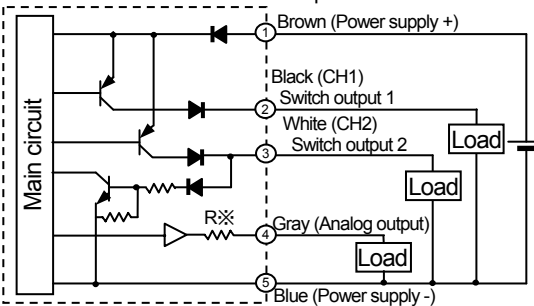 ① Brown (Power supply +)
Black (CH1)
② Switch output 1
White (CH2)
③ Switch output 2
R※
④ Gray (Analog output)
⑤
Blue (Power supply -)
Main circuit
Load
Load
Load